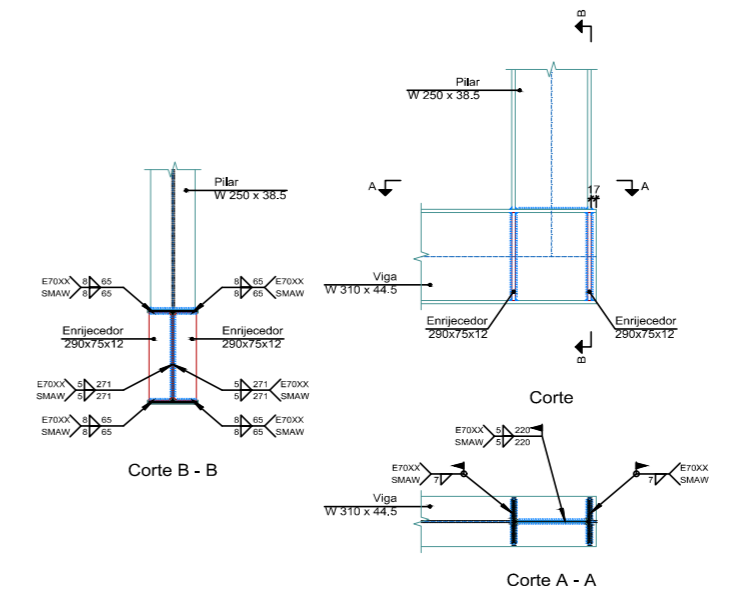 B
Pilar
W 250 x 38.5
A
A
17
Viga
W 310 x 44.5
Enrijecedor
290x75x12
Enrijecedor
290x75x12
B
Corte
Pilar
W 250 x 38.5
E70XX
SMAW
8
8
65
65
8
8
65
65
E70XX
SMAW
Enrijecedor
290x75x12
Enrijecedor
290x75x12
E70XX
SMAW
5
5
271
271
5
5
271
271
E70XX
SMAW
E70XX
SMAW
8
8
65
65
8
8
65
65
E70XX
SMAW
Corte B - B
E70XX
SMAW
5
5
220
220
E70XX
SMAW
7
7
E70XX
SMAW
Viga
W 310 x 44.5
Corte A - A